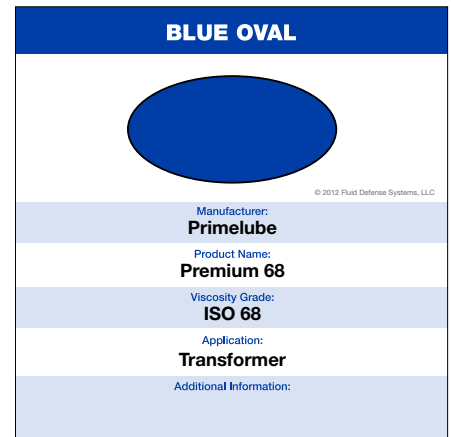 BLUE OVAL
© 2012 Fluid Defense Systems, LLC
Manufacturer:
Primelube
Product Name:
Premium 68
Viscosity Grade:
ISO 68
Application:
Transformer
Additional Information: